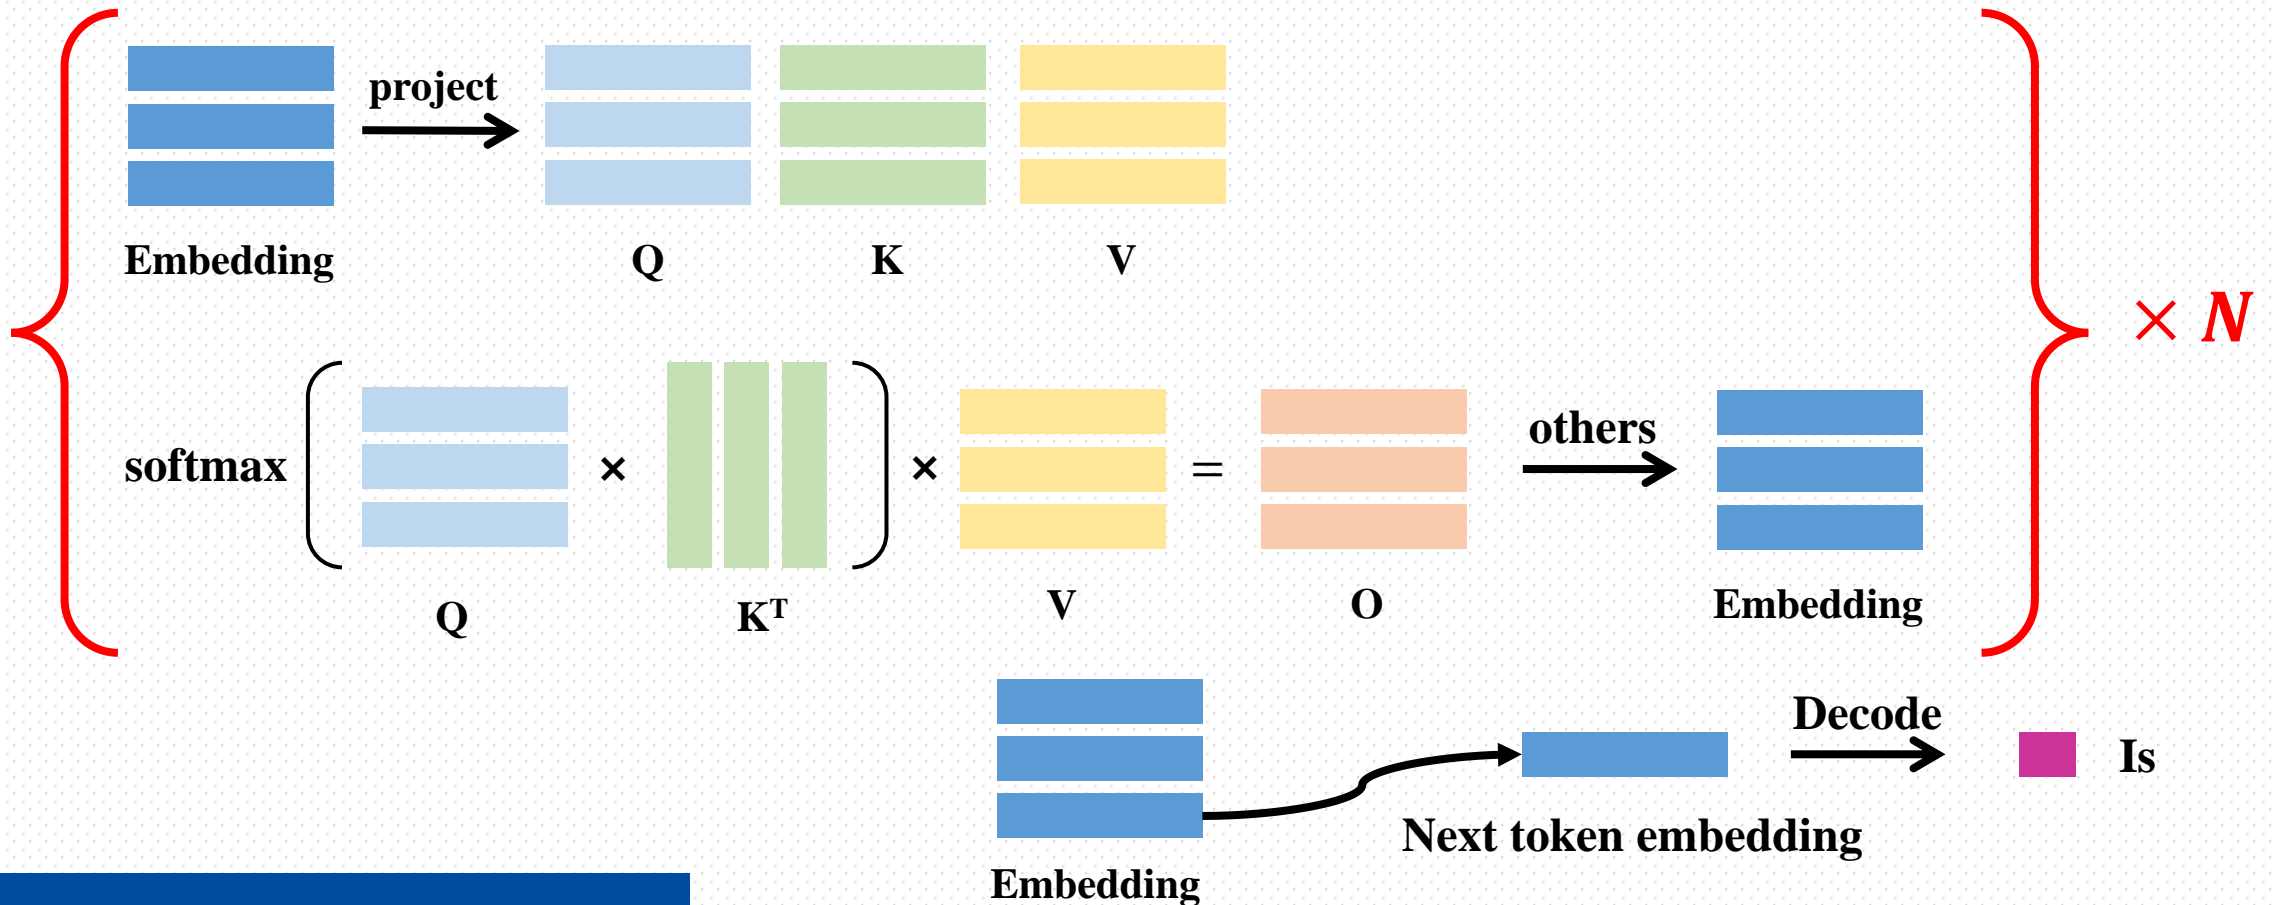 project
Embedding
Q
K
V
× N
softmax
×
×
=
others
Q
Kᵀ
V
O
Embedding
Decode
Is
Next token embedding
Embedding